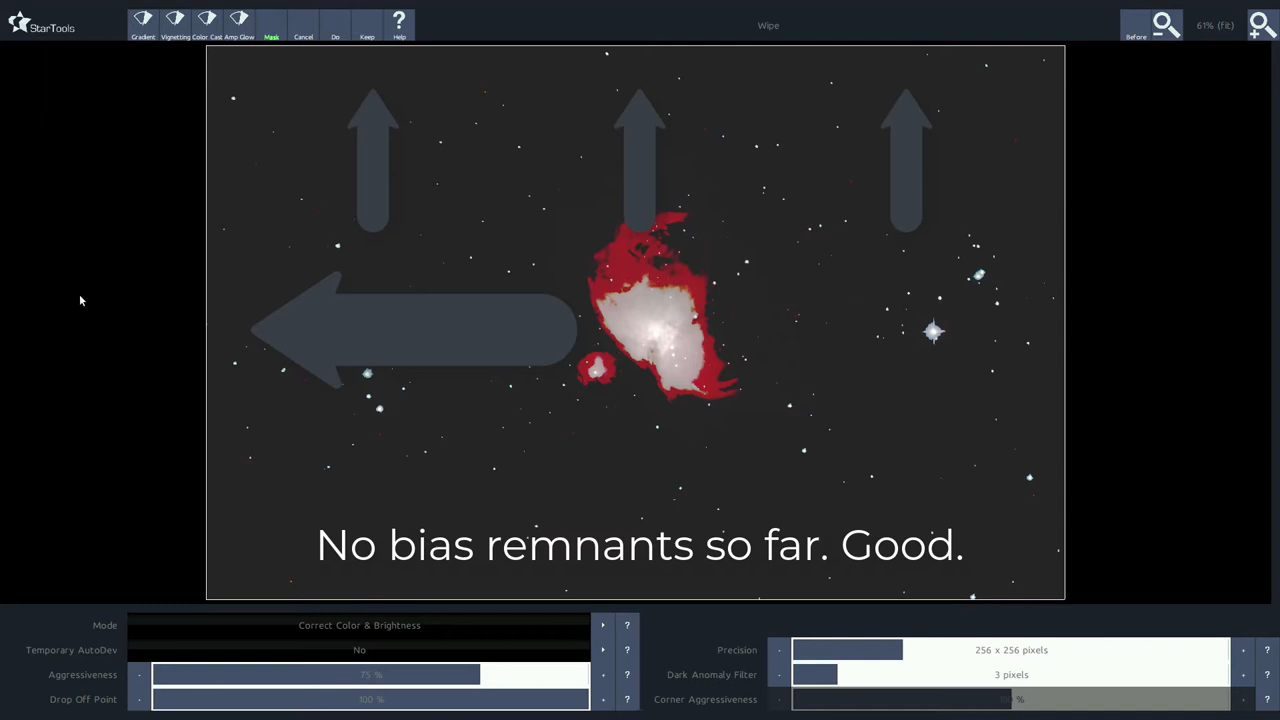 StarTools
Gradient Vignetting Color Cast Amp Glow Mask Cancel Do Keep ? Help
Wipe
Before 61% (fit)
No bias remnants so far. Good.
Mode Correct Color & Brightness ?
Temporary AutoDev No ?
Precision - 256 x 256 pixels + ?
Aggressiveness - 75 % + ?
Dark Anomaly Filter - 3 pixels + ?
Drop Off Point - 100 % + ?
Corner Aggressiveness - % + ?